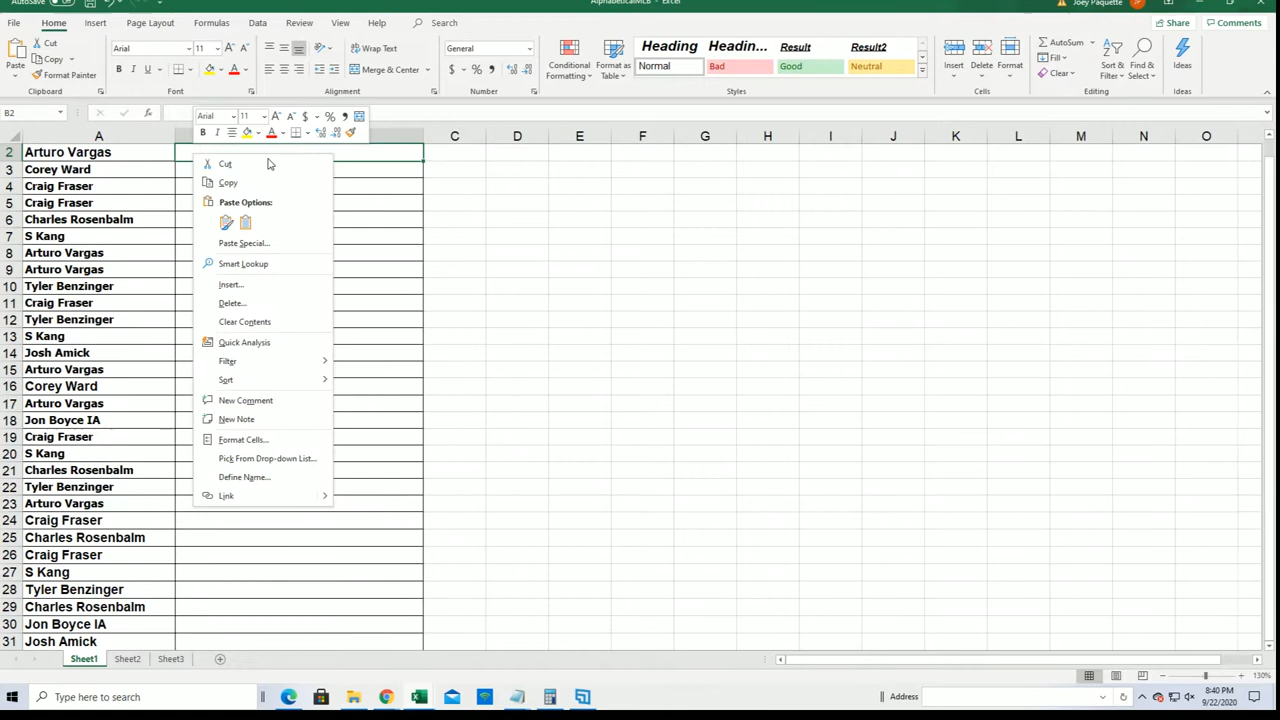 AutoSave Off AlphabeticalMLB - Excel Joey Paquette JP
File Home Insert Page Layout Formulas Data Review View Help Search Share Comments
Cut
Copy
Format Painter
Paste
Clipboard
Arial 11
B I U
Font
Wrap Text
Merge & Center
Alignment
General
$ % ,
Number
Conditional Formatting
Format as Table
Heading Headin... Result Result2
Normal Bad Good Neutral
Styles
Insert Delete Format
Cells
AutoSum
Fill
Clear
Sort & Filter
Find & Select
Editing
Ideas
Ideas
B2 fx
Arial 11 A A $ % ,
B I A
A C D E F G H I J K L M N O
2 Arturo Vargas
3 Corey Ward
4 Craig Fraser
5 Craig Fraser
6 Charles Rosenbalm
7 S Kang
8 Arturo Vargas
9 Arturo Vargas
10 Tyler Benzinger
11 Craig Fraser
12 Tyler Benzinger
13 S Kang
14 Josh Amick
15 Arturo Vargas
16 Corey Ward
17 Arturo Vargas
18 Jon Boyce IA
19 Craig Fraser
20 S Kang
21 Charles Rosenbalm
22 Tyler Benzinger
23 Arturo Vargas
24 Craig Fraser
25 Charles Rosenbalm
26 Craig Fraser
27 S Kang
28 Tyler Benzinger
29 Charles Rosenbalm
30 Jon Boyce IA
31 Josh Amick
Cut
Copy
Paste Options:
Paste Special...
Smart Lookup
Insert...
Delete...
Clear Contents
Quick Analysis
Filter
Sort
New Comment
New Note
Format Cells...
Pick From Drop-down List...
Define Name...
Link
Sheet1 Sheet2 Sheet3
130%
Type here to search
Address
8:40 PM
9/22/2020